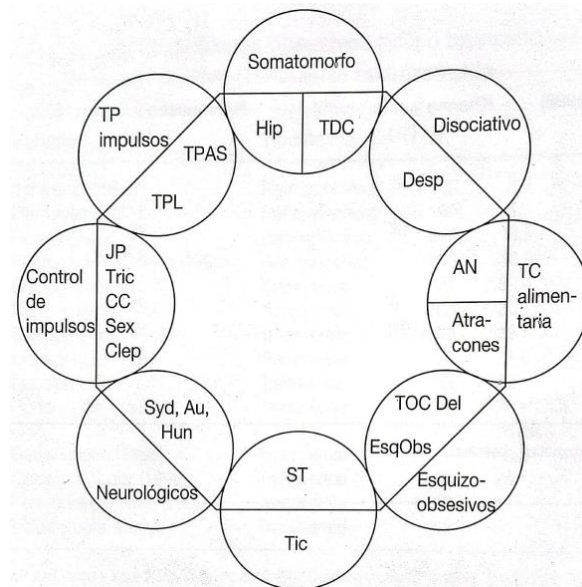 Somatomorfo
Hip
TDC
Disociativo
Desp
AN
Atra-
cones
TC
alimen-
taria
TOC Del
EsqObs
Esquizo-
obsesivos
ST
Tic
Syd, Au,
Hun
Neurológicos
Control
de
impulsos
JP
Tric
CC
Sex
Clep
TP
impulsos
TPAS
TPL